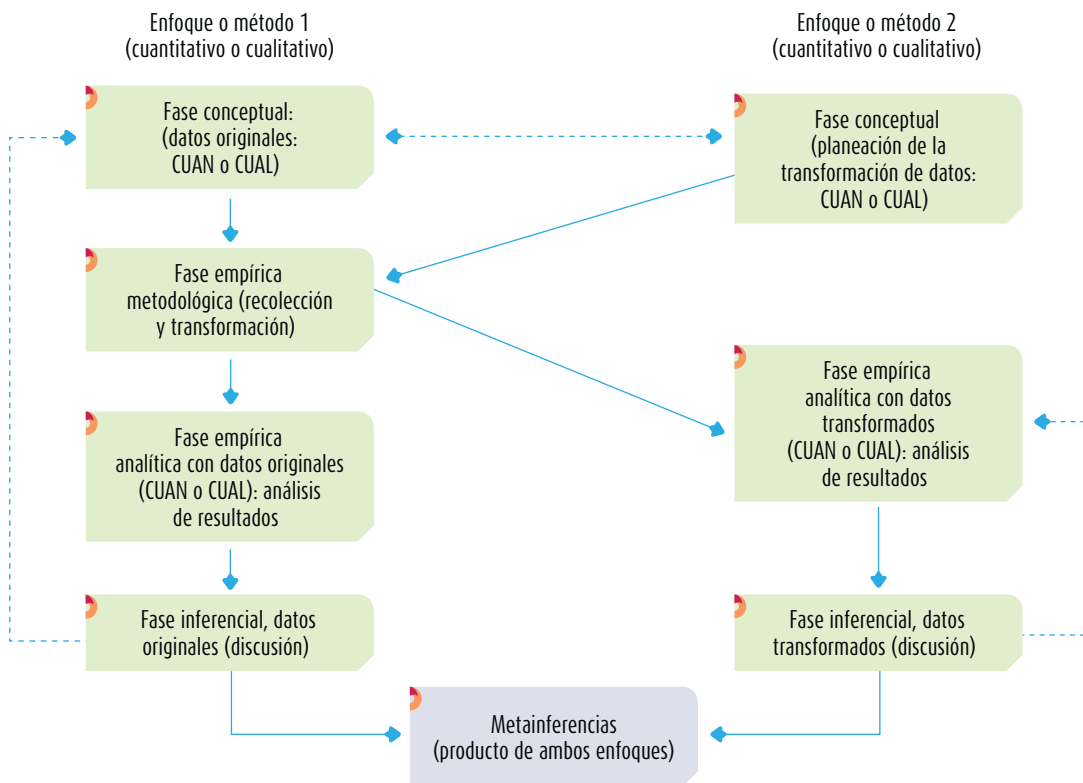 Enfoque o método 1
(cuantitativo o cualitativo)
Enfoque o método 2
(cuantitativo o cualitativo)
Fase conceptual:
(datos originales:
CUAN o CUAL)
Fase conceptual
(planeación de la
transformación de datos:
CUAN o CUAL)
Fase empírica
metodológica (recolección
y transformación)
Fase empírica
analítica con datos
transformados
(CUAN o CUAL): análisis
de resultados
Fase empírica
analítica con datos originales
(CUAN o CUAL): análisis
de resultados
Fase inferencial, datos
originales (discusión)
Fase inferencial, datos
transformados (discusión)
Metainferencias
(producto de ambos enfoques)